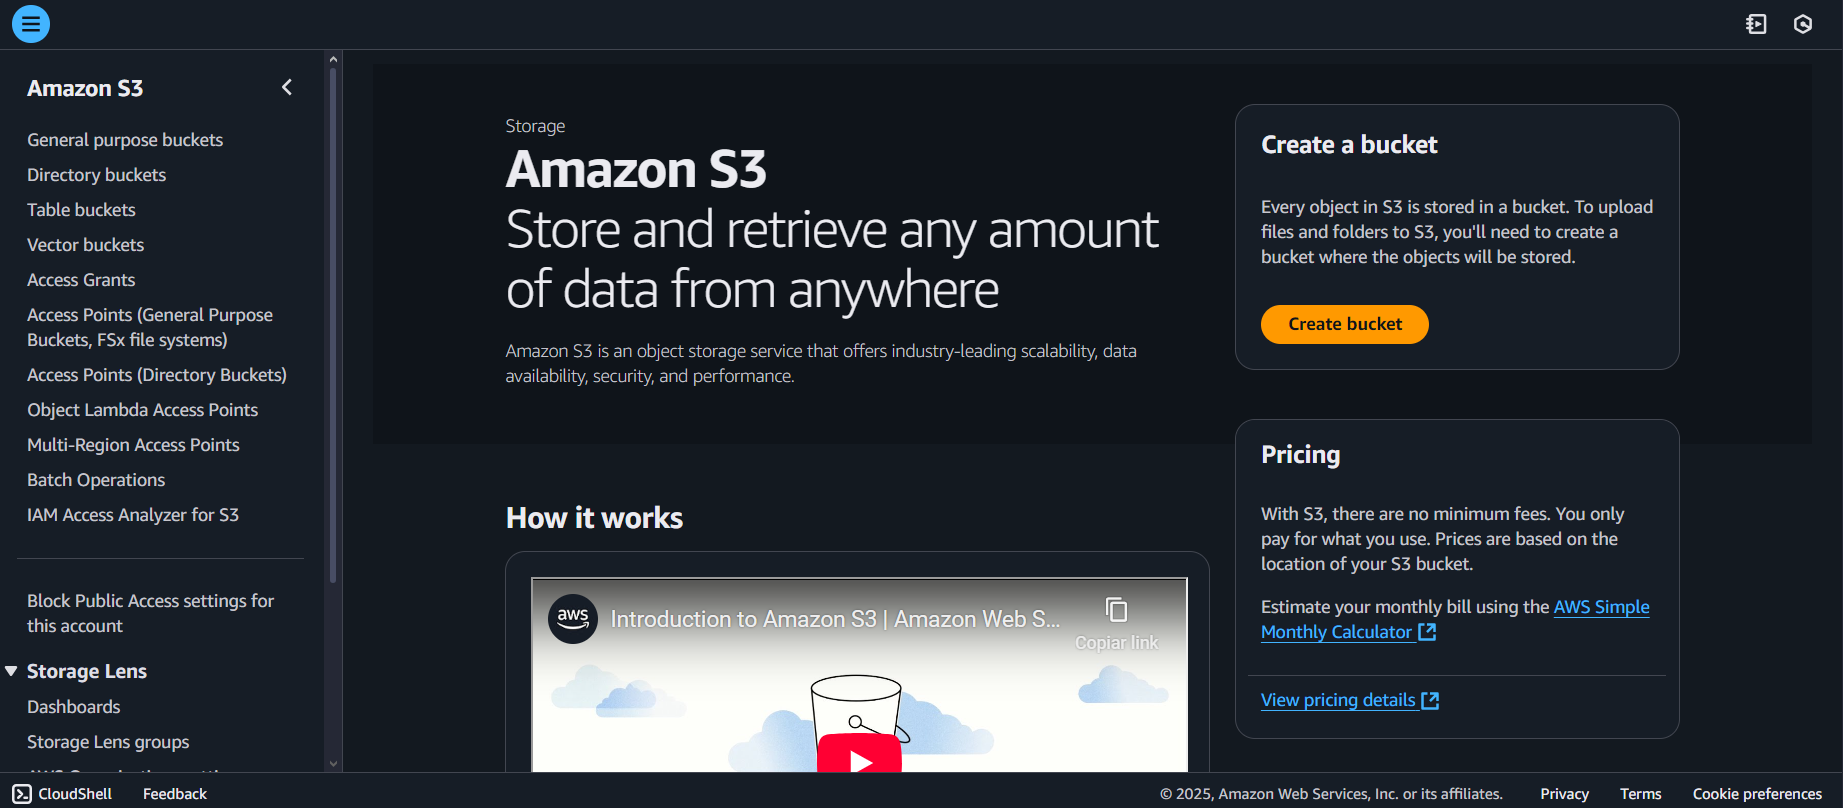 Amazon S3
General purpose buckets
Directory buckets
Table buckets
Vector buckets
Access Grants
Access Points (General Purpose
Buckets, FSx file systems)
Access Points (Directory Buckets)
Object Lambda Access Points
Multi-Region Access Points
Batch Operations
IAM Access Analyzer for S3
Block Public Access settings for
this account
Storage Lens
Dashboards
Storage Lens groups
Storage
Amazon S3
Store and retrieve any amount
of data from anywhere
Amazon S3 is an object storage service that offers industry-leading scalability, data
availability, security, and performance.
How it works
aws
Introduction to Amazon S3 | Amazon Web S...
Copiar link
Create a bucket
Every object in S3 is stored in a bucket. To upload
files and folders to S3, you'll need to create a
bucket where the objects will be stored.
Create bucket
Pricing
With S3, there are no minimum fees. You only
pay for what you use. Prices are based on the
location of your S3 bucket.
Estimate your monthly bill using the AWS Simple
Monthly Calculator
View pricing details
CloudShell
Feedback
© 2025, Amazon Web Services, Inc. or its affiliates.
Privacy
Terms
Cookie preferences